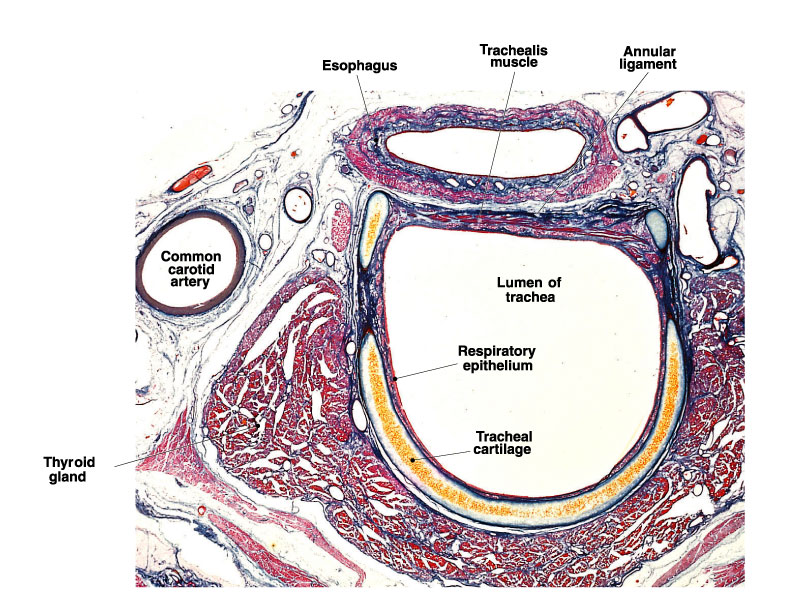 Esophagus
Trachealis
muscle
Annular
ligament
Common
carotid
artery
Lumen of
trachea
Respiratory
epithelium
Tracheal
cartilage
Thyroid
gland